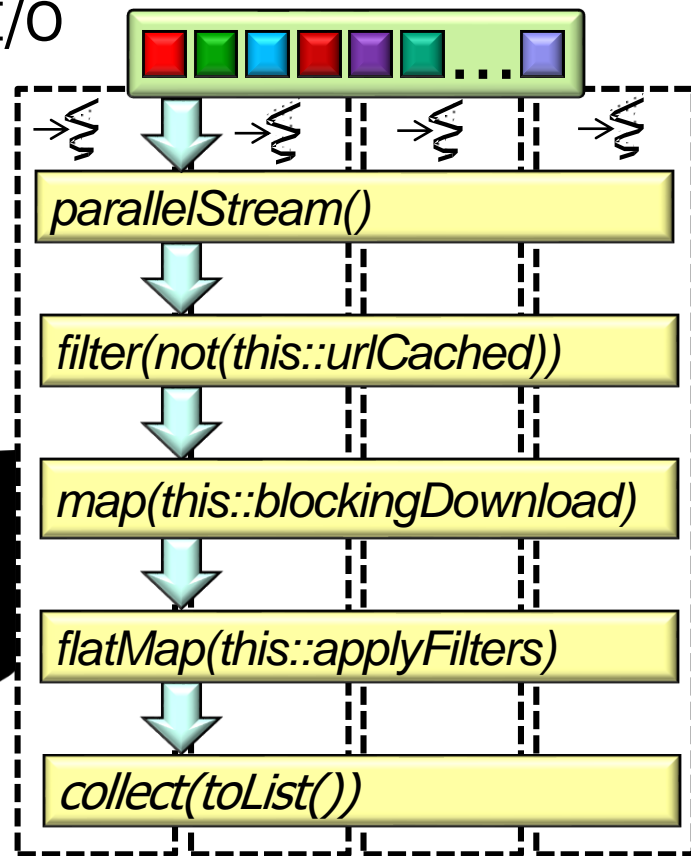 I/O
...
parallelStream()
filter(not(this::urlCached))
map(this::blockingDownload)
flatMap(this::applyFilters)
collect(toList())